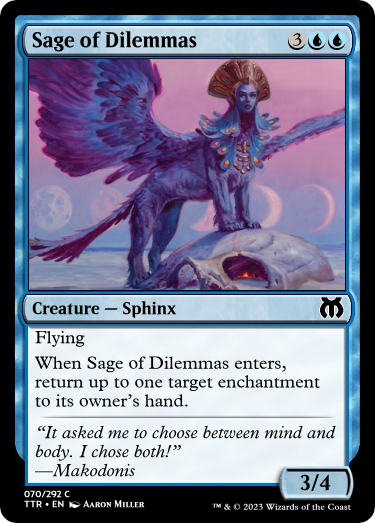 Sage of Dilemmas 3
Creature — Sphinx
Flying
When Sage of Dilemmas enters,
return up to one target enchantment
to its owner's hand.
“It asked me to choose between mind and
body. I chose both!”
—Makodonis
3/4
070/292 C
TTR • EN Aaron Miller
™ & © 2023 Wizards of the Coast